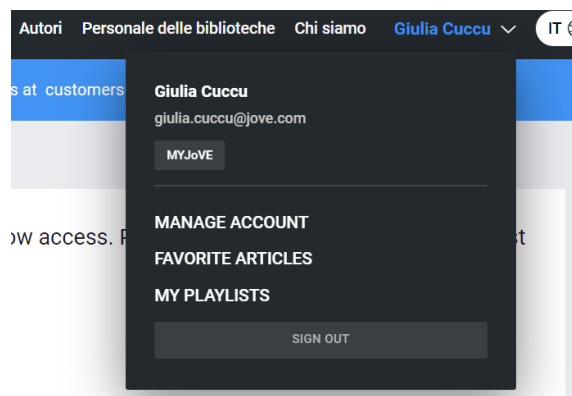 Autori Personale delle biblioteche Chi siamo Giulia Cuccu IT
s at customers
Giulia Cuccu
giulia.cuccu@jove.com
MYJoVE
ow access.
st
MANAGE ACCOUNT
FAVORITE ARTICLES
MY PLAYLISTS
SIGN OUT